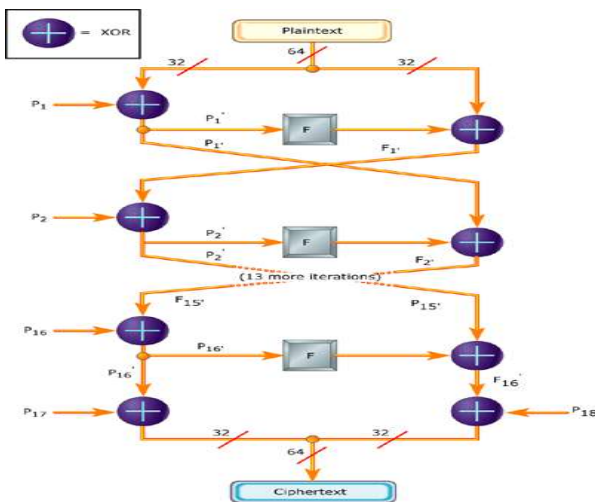 = XOR
Plaintext
64
32
32
P1
P1'
F
P1'
F1'
P2
P2'
F
P2'
F2'
(13 more iterations)
F15'
P15'
P16
P16'
F
P16'
F16'
P17
P18
32
32
64
Ciphertext